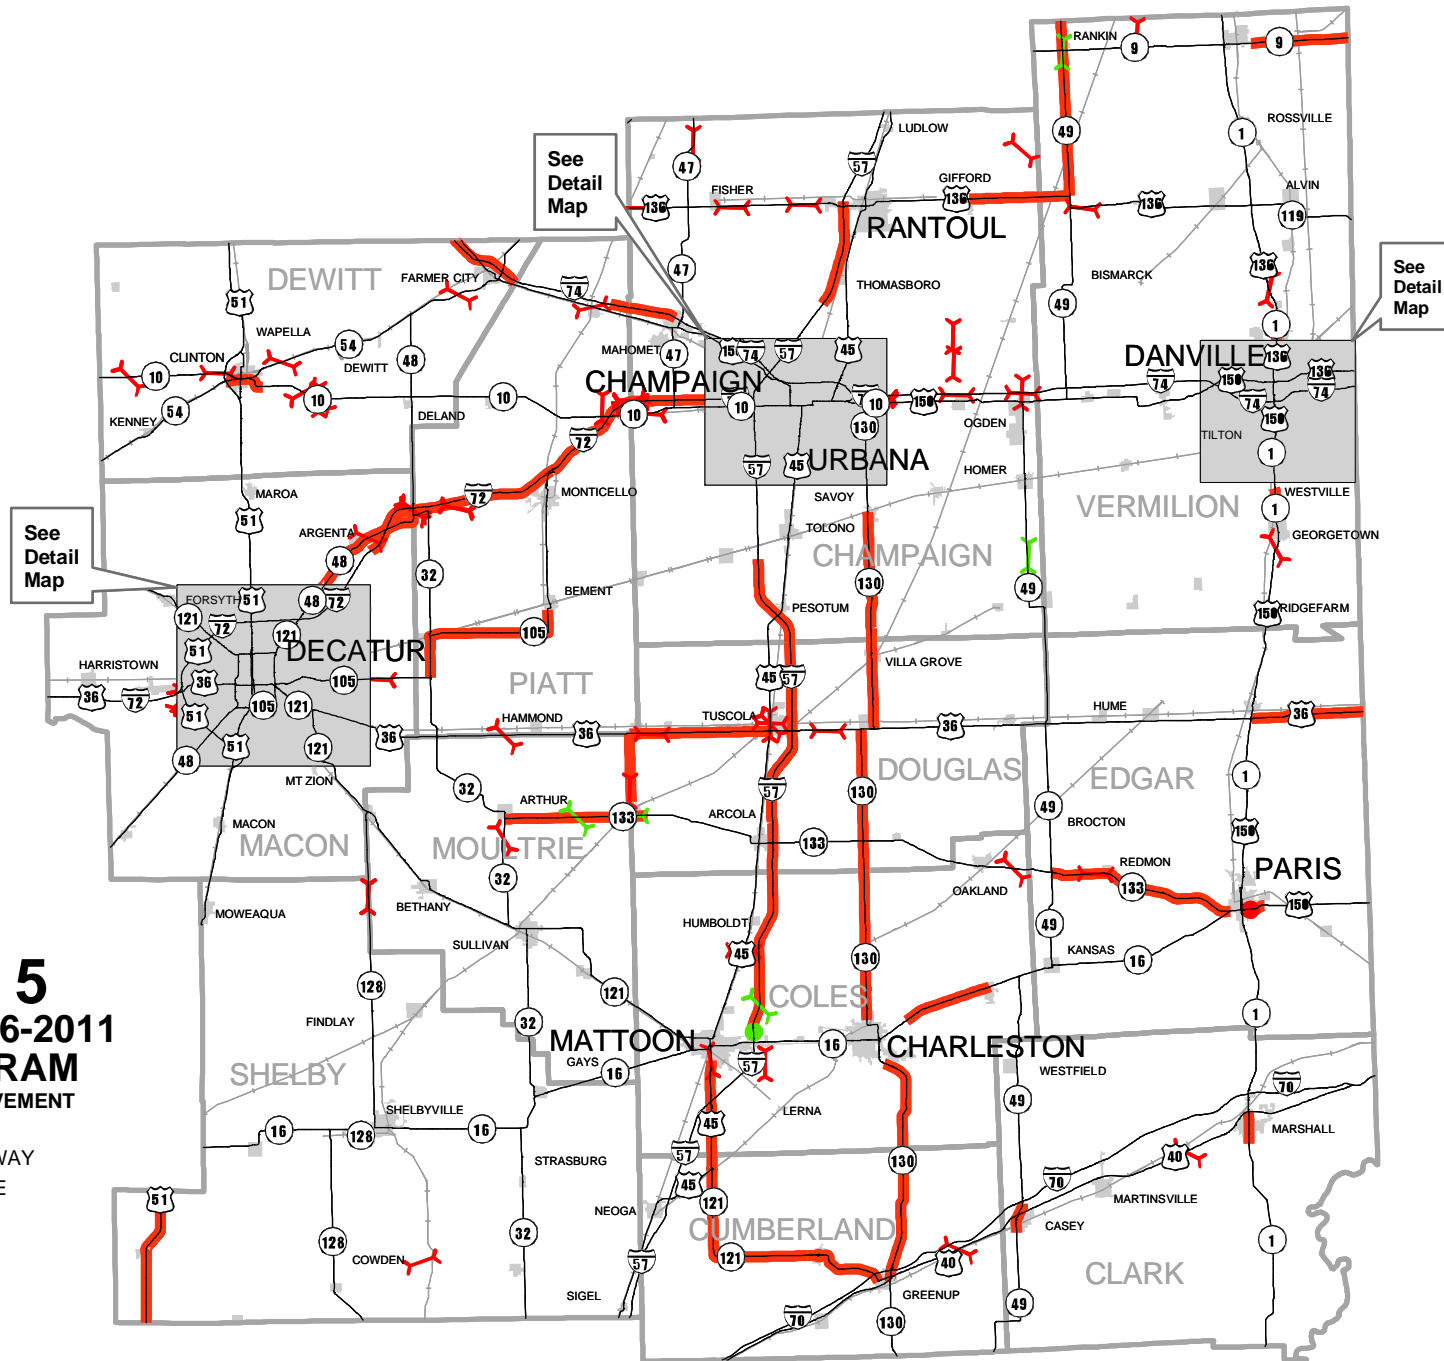 RANKIN
9
9
49
1
ROSSVILLE
LUDLOW
See
Detail
Map
47
57
FISHER
GIFFORD
ALVIN
136
136
136
119
RANTOUL
DEWITT
FARMER CITY
47
BISMARCK
136
See
Detail
Map
74
THOMASBORO
51
49
WAPELLA
54
MAHOMET
47
150
74
57
45
1
DANVILLE
136
CLINTON
10
DEWITT
48
CHAMPAIGN
74
150
136
74
74
10
KENNEY
54
DELAND
10
10
10
10
150
OGDEN
150
130
TILTON
1
72
57
45
URBANA
HOMER
MAROA
72
MONTICELLO
SAVOY
VERMILION
WESTVILLE
1
51
ARGENTA
TOLONO
GEORGETOWN
See
Detail
Map
48
CHAMPAIGN
32
130
49
FORSYTH
51
48
72
BEMENT
PESOTUM
150
RIDGEFARM
121
72
121
105
51
DECATUR
HARRISTOWN
36
105
PIATT
45
57
VILLA GROVE
36
72
105
121
51
HAMMOND
TUSCOLA
HUME
36
51
121
36
36
36
48
MT ZION
DOUGLAS
EDGAR
1
32
57
130
ARTHUR
49
MACON
133
ARCOLA
BROCTON
150
MACON
MOULTRIE
133
REDMON
PARIS
32
OAKLAND
133
BETHANY
MOWEAQUA
HUMBOLDT
49
150
SULLIVAN
45
130
KANSAS
16
5
128
121
COLES
6-2011
FINDLAY
32
1
RAM
MATTOON
16
CHARLESTON
GAYS
57
VEMENT
SHELBY
16
WESTFIELD
70
49
SHELBYVILLE
LERNA
45
MARSHALL
16
128
16
WAY
57
130
40
E
STRASBURG
45
70
51
NEOGA
121
MARTINSVILLE
CUMBERLAND
CASEY
128
32
1
COWDEN
57
121
40
CLARK
SIGEL
GREENUP
49
70
130